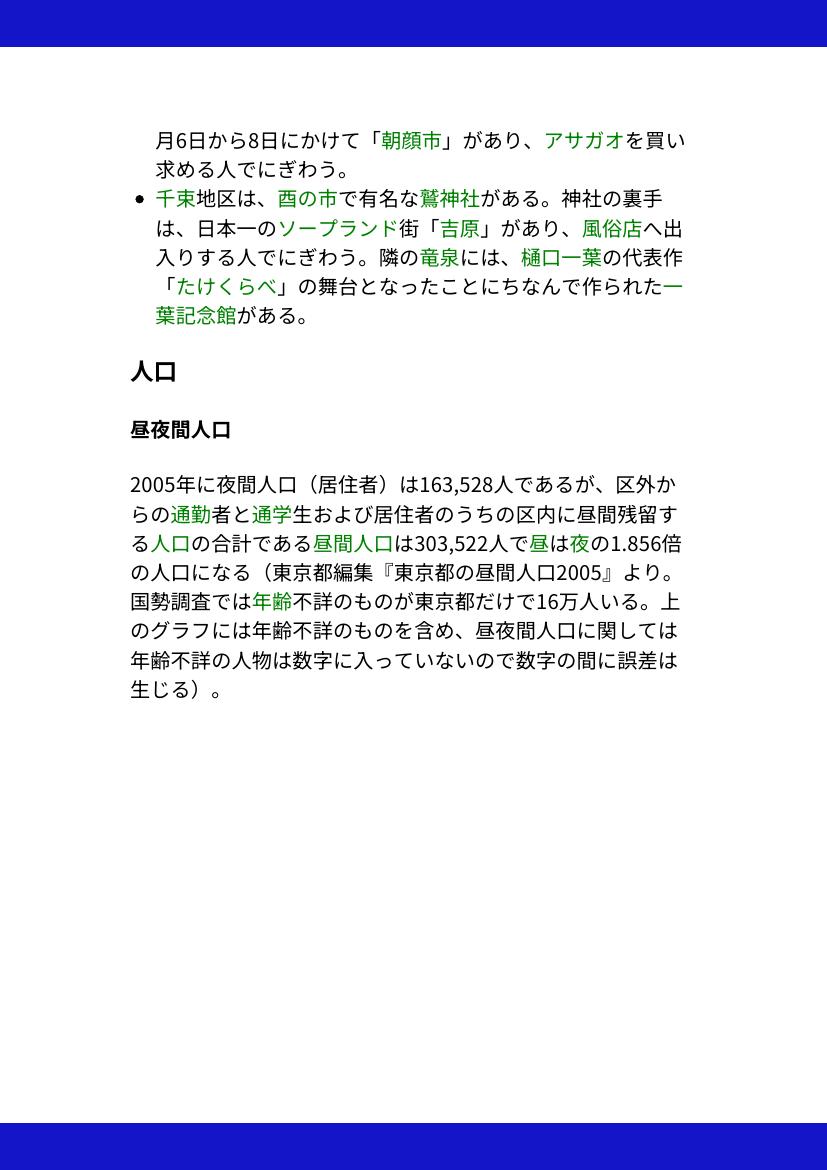 月6日から8日にかけて「朝顔市」があり、アサガオを買い
求める人でにぎわう。
千束地区は、酉の市で有名な鷲神社がある。神社の裏手
は、日本一のソープランド街「吉原」があり、風俗店へ出
入りする人でにぎわう。隣の竜泉には、樋口一葉の代表作
「たけくらべ」の舞台となったことにちなんで作られた一
葉記念館がある。
人口
昼夜間人口
2005年に夜間人口（居住者）は163,528人であるが、区外か
らの通勤者と通学生および居住者のうちの区内に昼間残留す
る人口の合計である昼間人口は303,522人で昼は夜の1.856倍
の人口になる（東京都編集『東京都の昼間人口2005』より。
国勢調査では年齢不詳のものが東京都だけで16万人いる。上
のグラフには年齢不詳のものを含め、昼夜間人口に関しては
年齢不詳の人物は数字に入っていないので数字の間に誤差は
生じる）。